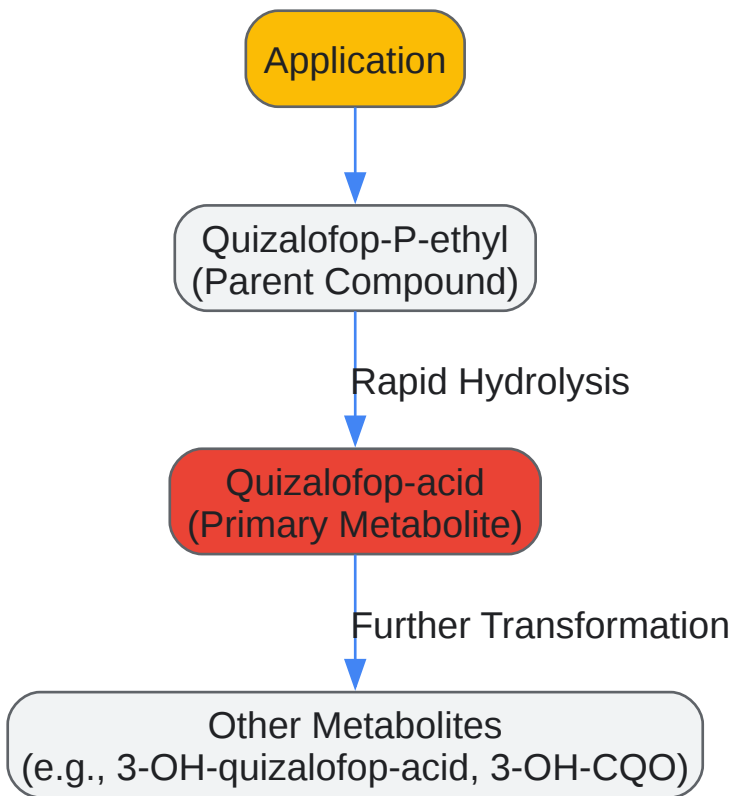 Application
Quizalofop-P-ethyl
(Parent Compound)
Rapid Hydrolysis
Quizalofop-acid
(Primary Metabolite)
Further Transformation
Other Metabolites
(e.g., 3-OH-quizalofop-acid, 3-OH-CQO)